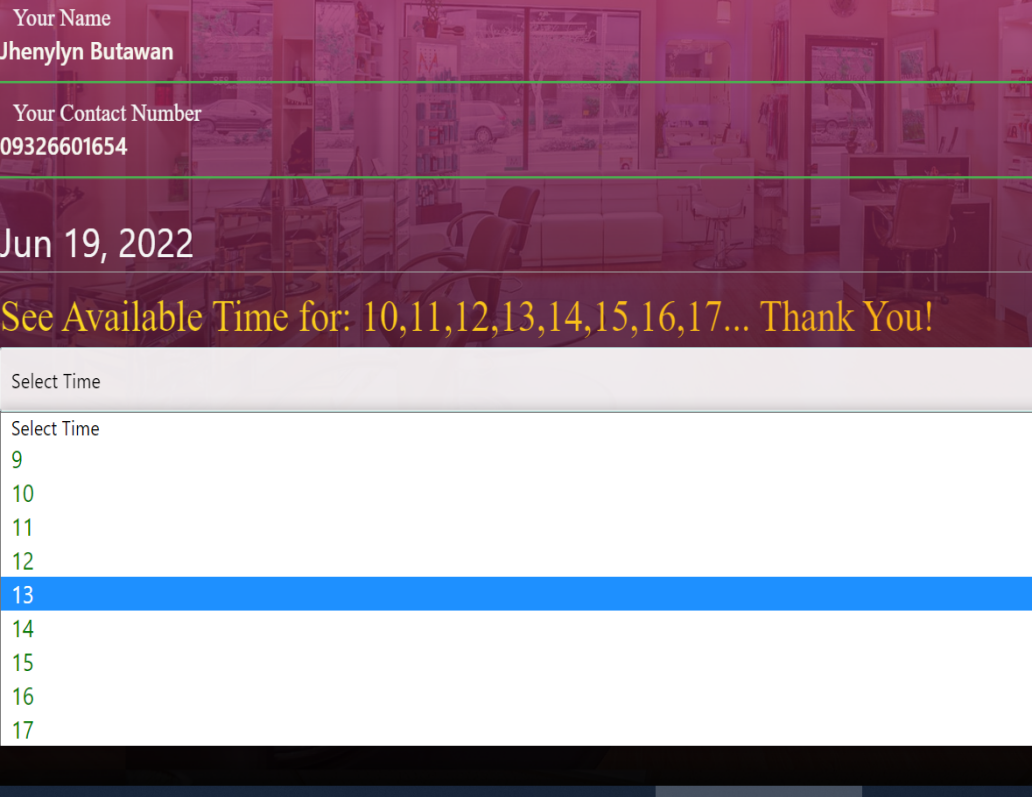 Your Name
Jhenylyn Butawan
Your Contact Number
09326601654
Jun 19, 2022
See Available Time for: 10,11,12,13,14,15,16,17... Thank You!
Select Time
Select Time
9
10
11
12
13
14
15
16
17